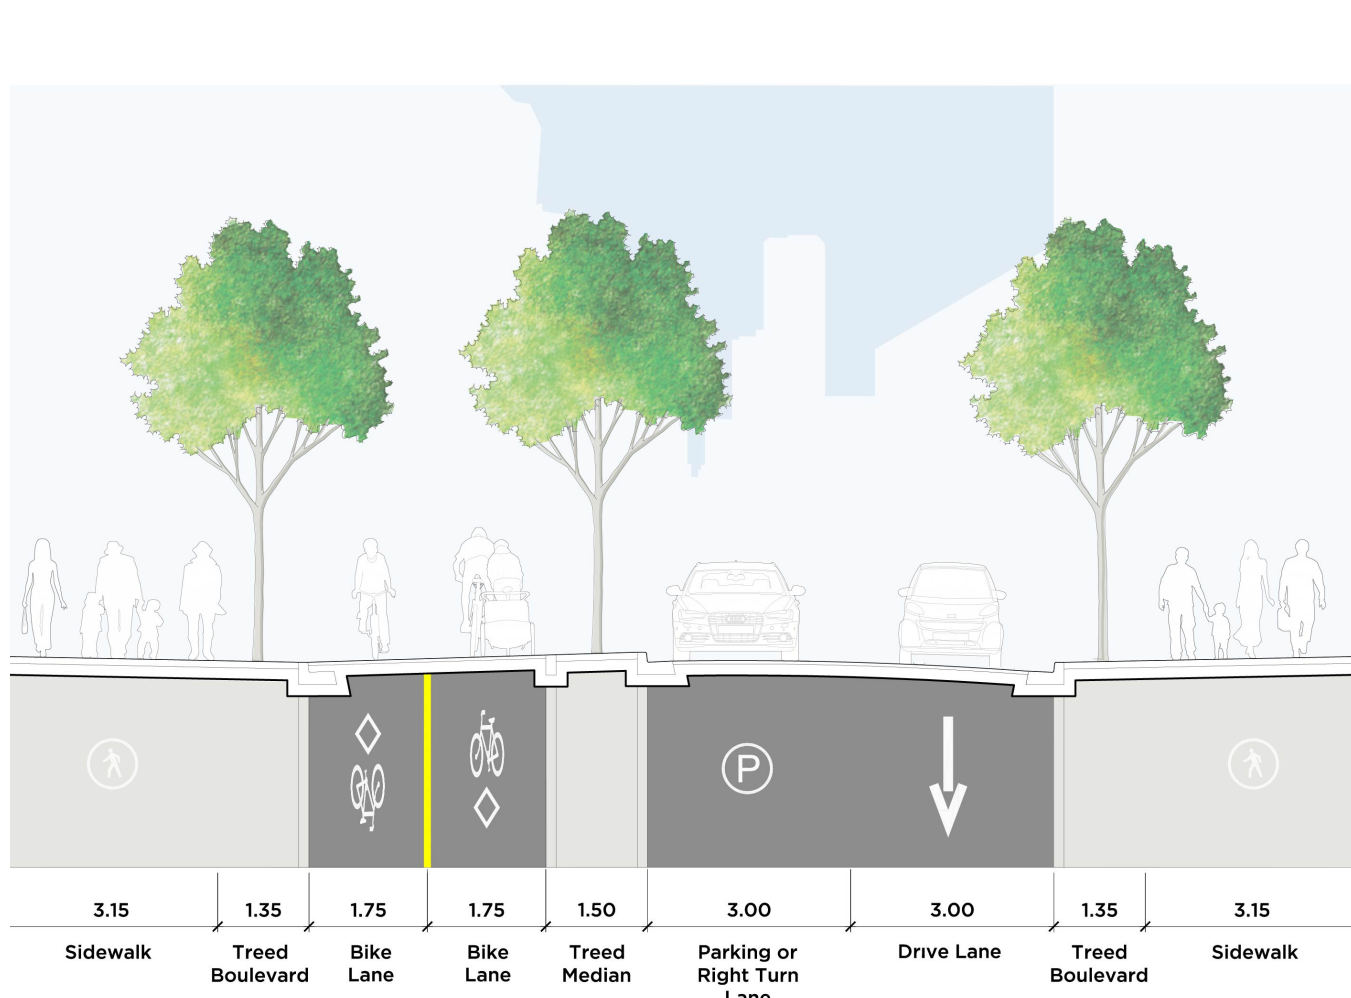 P
3.15 1.35 1.75 1.75 1.50 3.00 3.00 1.35 3.15
Sidewalk
Treed
Boulevard
Bike
Lane
Bike
Lane
Treed
Median
Parking or
Right Turn
Lane
Drive Lane
Treed
Boulevard
Sidewalk